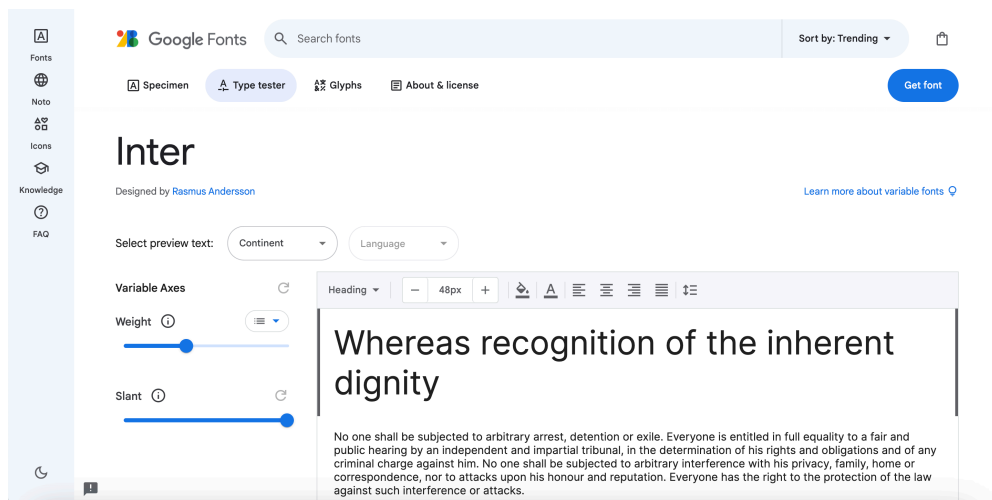 Fonts
Noto
Icons
Knowledge
FAQ
Google Fonts
Search fonts
Sort by: Trending
Specimen
Type tester
Glyphs
About & license
Get font
Inter
Designed by Rasmus Andersson
Learn more about variable fonts
Select preview text:
Continent
Language
Variable Axes
Weight
Slant
Heading
48px
Whereas recognition of the inherent
dignity
No one shall be subjected to arbitrary arrest, detention or exile. Everyone is entitled in full equality to a fair and
public hearing by an independent and impartial tribunal, in the determination of his rights and obligations and of any
criminal charge against him. No one shall be subjected to arbitrary interference with his privacy, family, home or
correspondence, nor to attacks upon his honour and reputation. Everyone has the right to the protection of the law
against such interference or attacks.